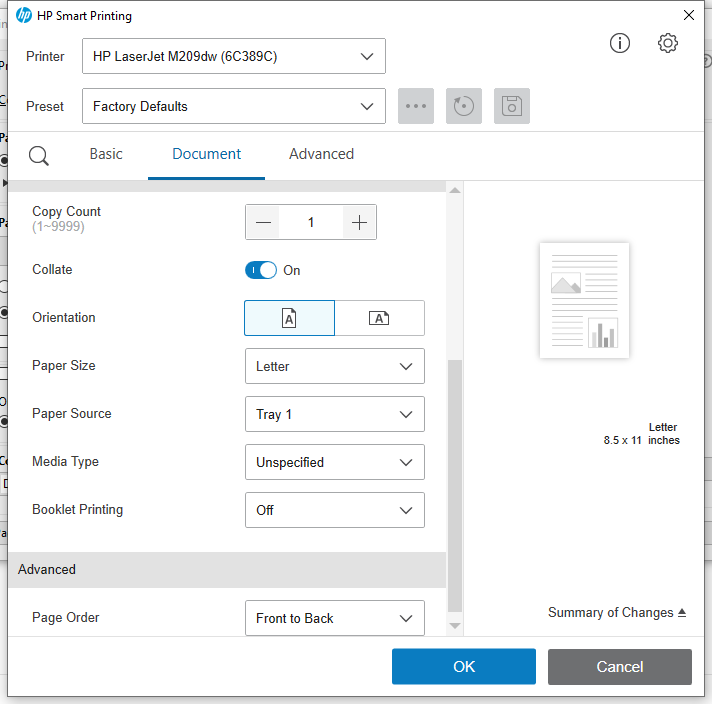 HP Smart Printing
Printer
HP LaserJet M209dw (6C389C)
Preset
Factory Defaults
Basic
Document
Advanced
Copy Count
(1~9999)
1
Collate
On
Orientation
A
A
Paper Size
Letter
Paper Source
Tray 1
Media Type
Unspecified
Booklet Printing
Off
Advanced
Page Order
Front to Back
Letter
8.5 x 11 inches
Summary of Changes
OK
Cancel